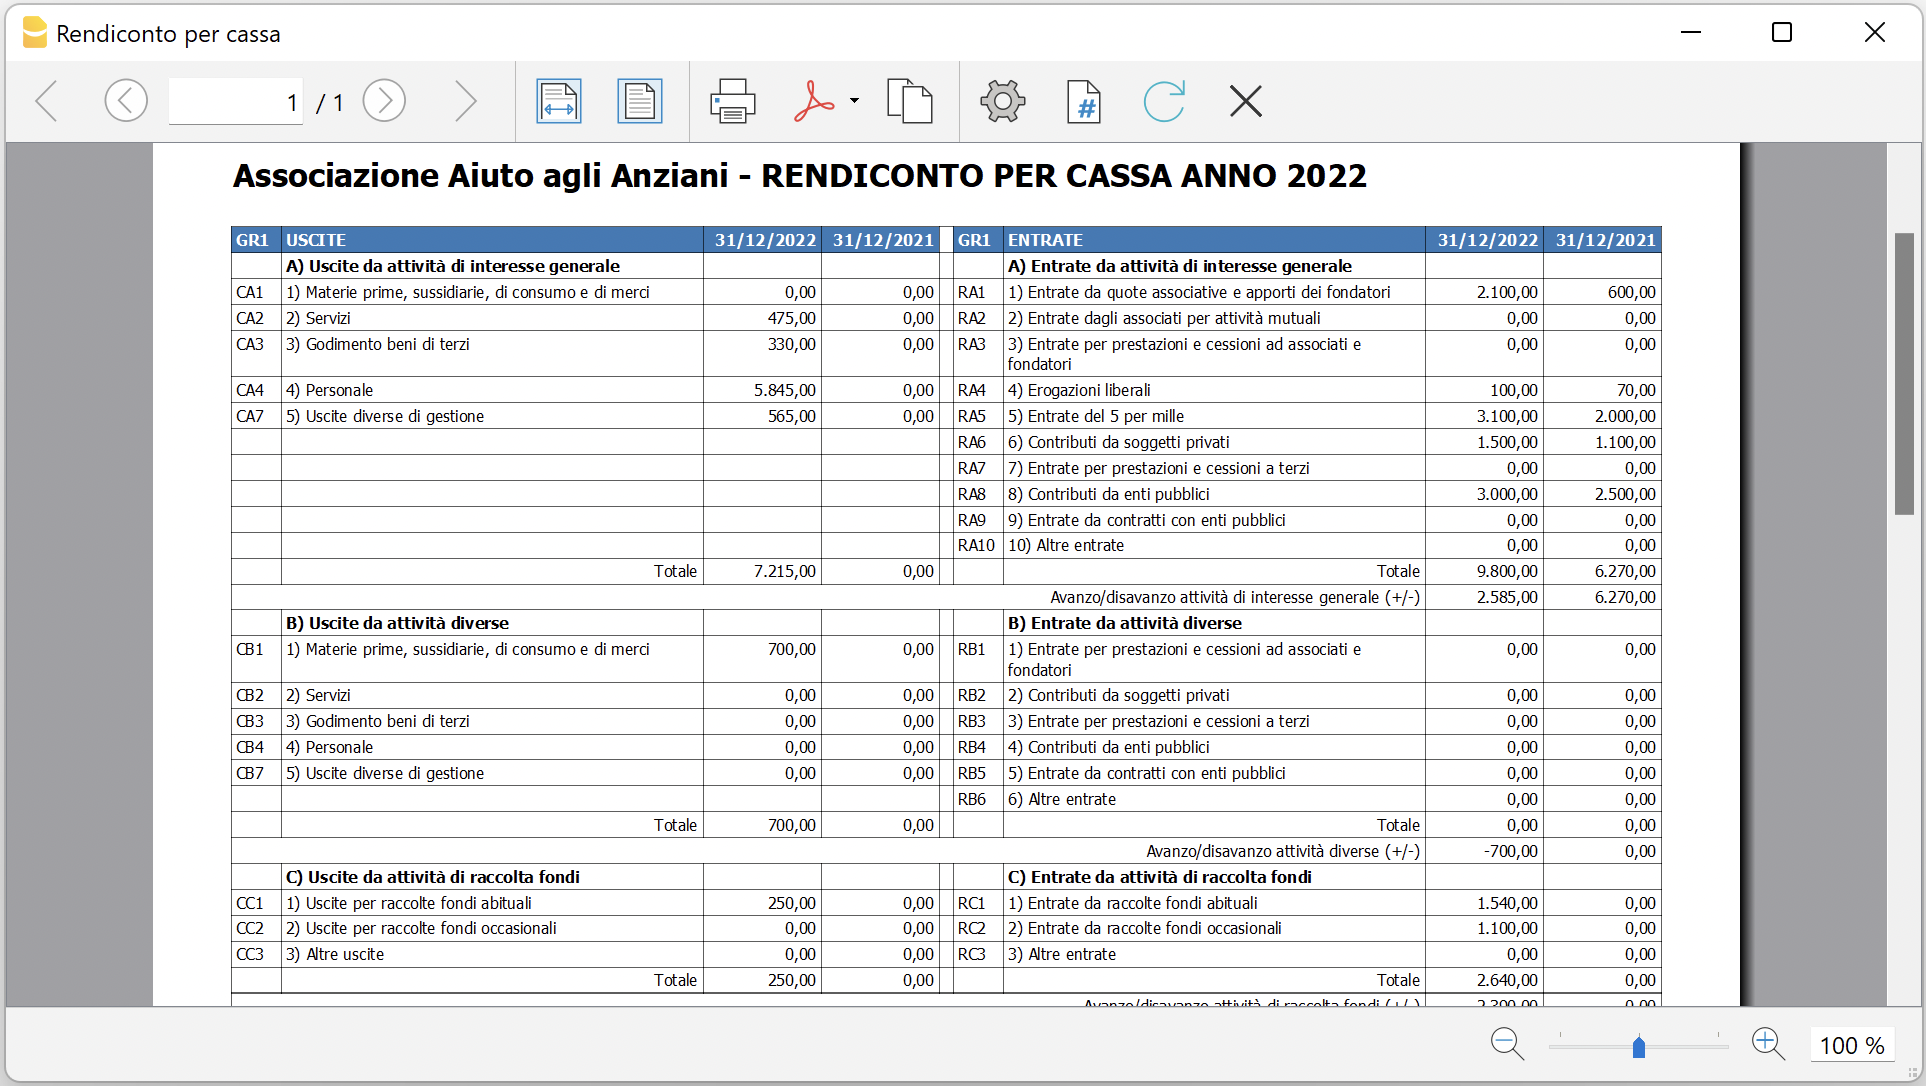 Rendiconto per cassa
1 / 1
Associazione Aiuto agli Anziani - RENDICONTO PER CASSA ANNO 2022
GR1 USCITE 31/12/2022 31/12/2021 GR1 ENTRATE 31/12/2022 31/12/2021
A) Uscite da attività di interesse generale A) Entrate da attività di interesse generale
CA1 1) Materie prime, sussidiarie, di consumo e di merci 0,00 0,00 RA1 1) Entrate da quote associative e apporti dei fondatori 2.100,00 600,00
CA2 2) Servizi 475,00 0,00 RA2 2) Entrate dagli associati per attività mutuali 0,00 0,00
CA3 3) Godimento beni di terzi 330,00 0,00 RA3 3) Entrate per prestazioni e cessioni ad associati e 0,00 0,00
fondatori
CA4 4) Personale 5.845,00 0,00 RA4 4) Erogazioni liberali 100,00 70,00
CA7 5) Uscite diverse di gestione 565,00 0,00 RA5 5) Entrate del 5 per mille 3.100,00 2.000,00
RA6 6) Contributi da soggetti privati 1.500,00 1.100,00
RA7 7) Entrate per prestazioni e cessioni a terzi 0,00 0,00
RA8 8) Contributi da enti pubblici 3.000,00 2.500,00
RA9 9) Entrate da contratti con enti pubblici 0,00 0,00
RA10 10) Altre entrate 0,00 0,00
Totale 7.215,00 0,00 Totale 9.800,00 6.270,00
Avanzo/disavanzo attività di interesse generale (+/-) 2.585,00 6.270,00
B) Uscite da attività diverse B) Entrate da attività diverse
CB1 1) Materie prime, sussidiarie, di consumo e di merci 700,00 0,00 RB1 1) Entrate per prestazioni e cessioni ad associati e 0,00 0,00
fondatori
CB2 2) Servizi 0,00 0,00 RB2 2) Contributi da soggetti privati 0,00 0,00
CB3 3) Godimento beni di terzi 0,00 0,00 RB3 3) Entrate per prestazioni e cessioni a terzi 0,00 0,00
CB4 4) Personale 0,00 0,00 RB4 4) Contributi da enti pubblici 0,00 0,00
CB7 5) Uscite diverse di gestione 0,00 0,00 RB5 5) Entrate da contratti con enti pubblici 0,00 0,00
RB6 6) Altre entrate 0,00 0,00
Totale 700,00 0,00 Totale 0,00 0,00
Avanzo/disavanzo attività diverse (+/-) -700,00 0,00
C) Uscite da attività di raccolta fondi C) Entrate da attività di raccolta fondi
CC1 1) Uscite per raccolte fondi abituali 250,00 0,00 RC1 1) Entrate da raccolte fondi abituali 1.540,00 0,00
CC2 2) Uscite per raccolte fondi occasionali 0,00 0,00 RC2 2) Entrate da raccolte fondi occasionali 1.100,00 0,00
CC3 3) Altre uscite 0,00 0,00 RC3 3) Altre entrate 0,00 0,00
Totale 250,00 0,00 Totale 2.640,00 0,00
Avanzo/disavanzo attività di raccolta fondi (+/-) 2.390,00 0,00
100 %